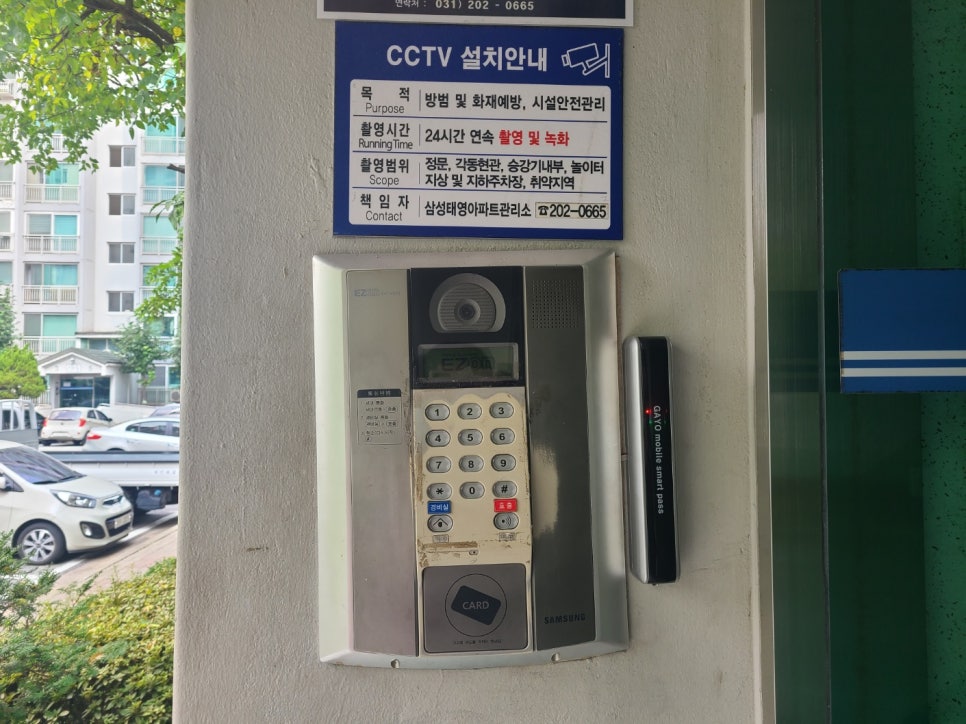 연락처 : 031) 202 - 0665
CCTV 설치안내
목 적
Purpose
방범 및 화재예방, 시설안전관리
촬영시간
Running Time
24시간 연속 촬영 및 녹화
촬영범위
Scope
정문, 각동현관, 승강기내부, 놀이터
지상 및 지하주차장, 취약지역
책 임 자
Contact
삼성태영아파트관리소 ☎202-0665
EZ
EZ
1 2 3
4 5 6
7 8 9
* 0 #
경비실 호출
CARD
SAMSUNG
GAYO mobile smart pass